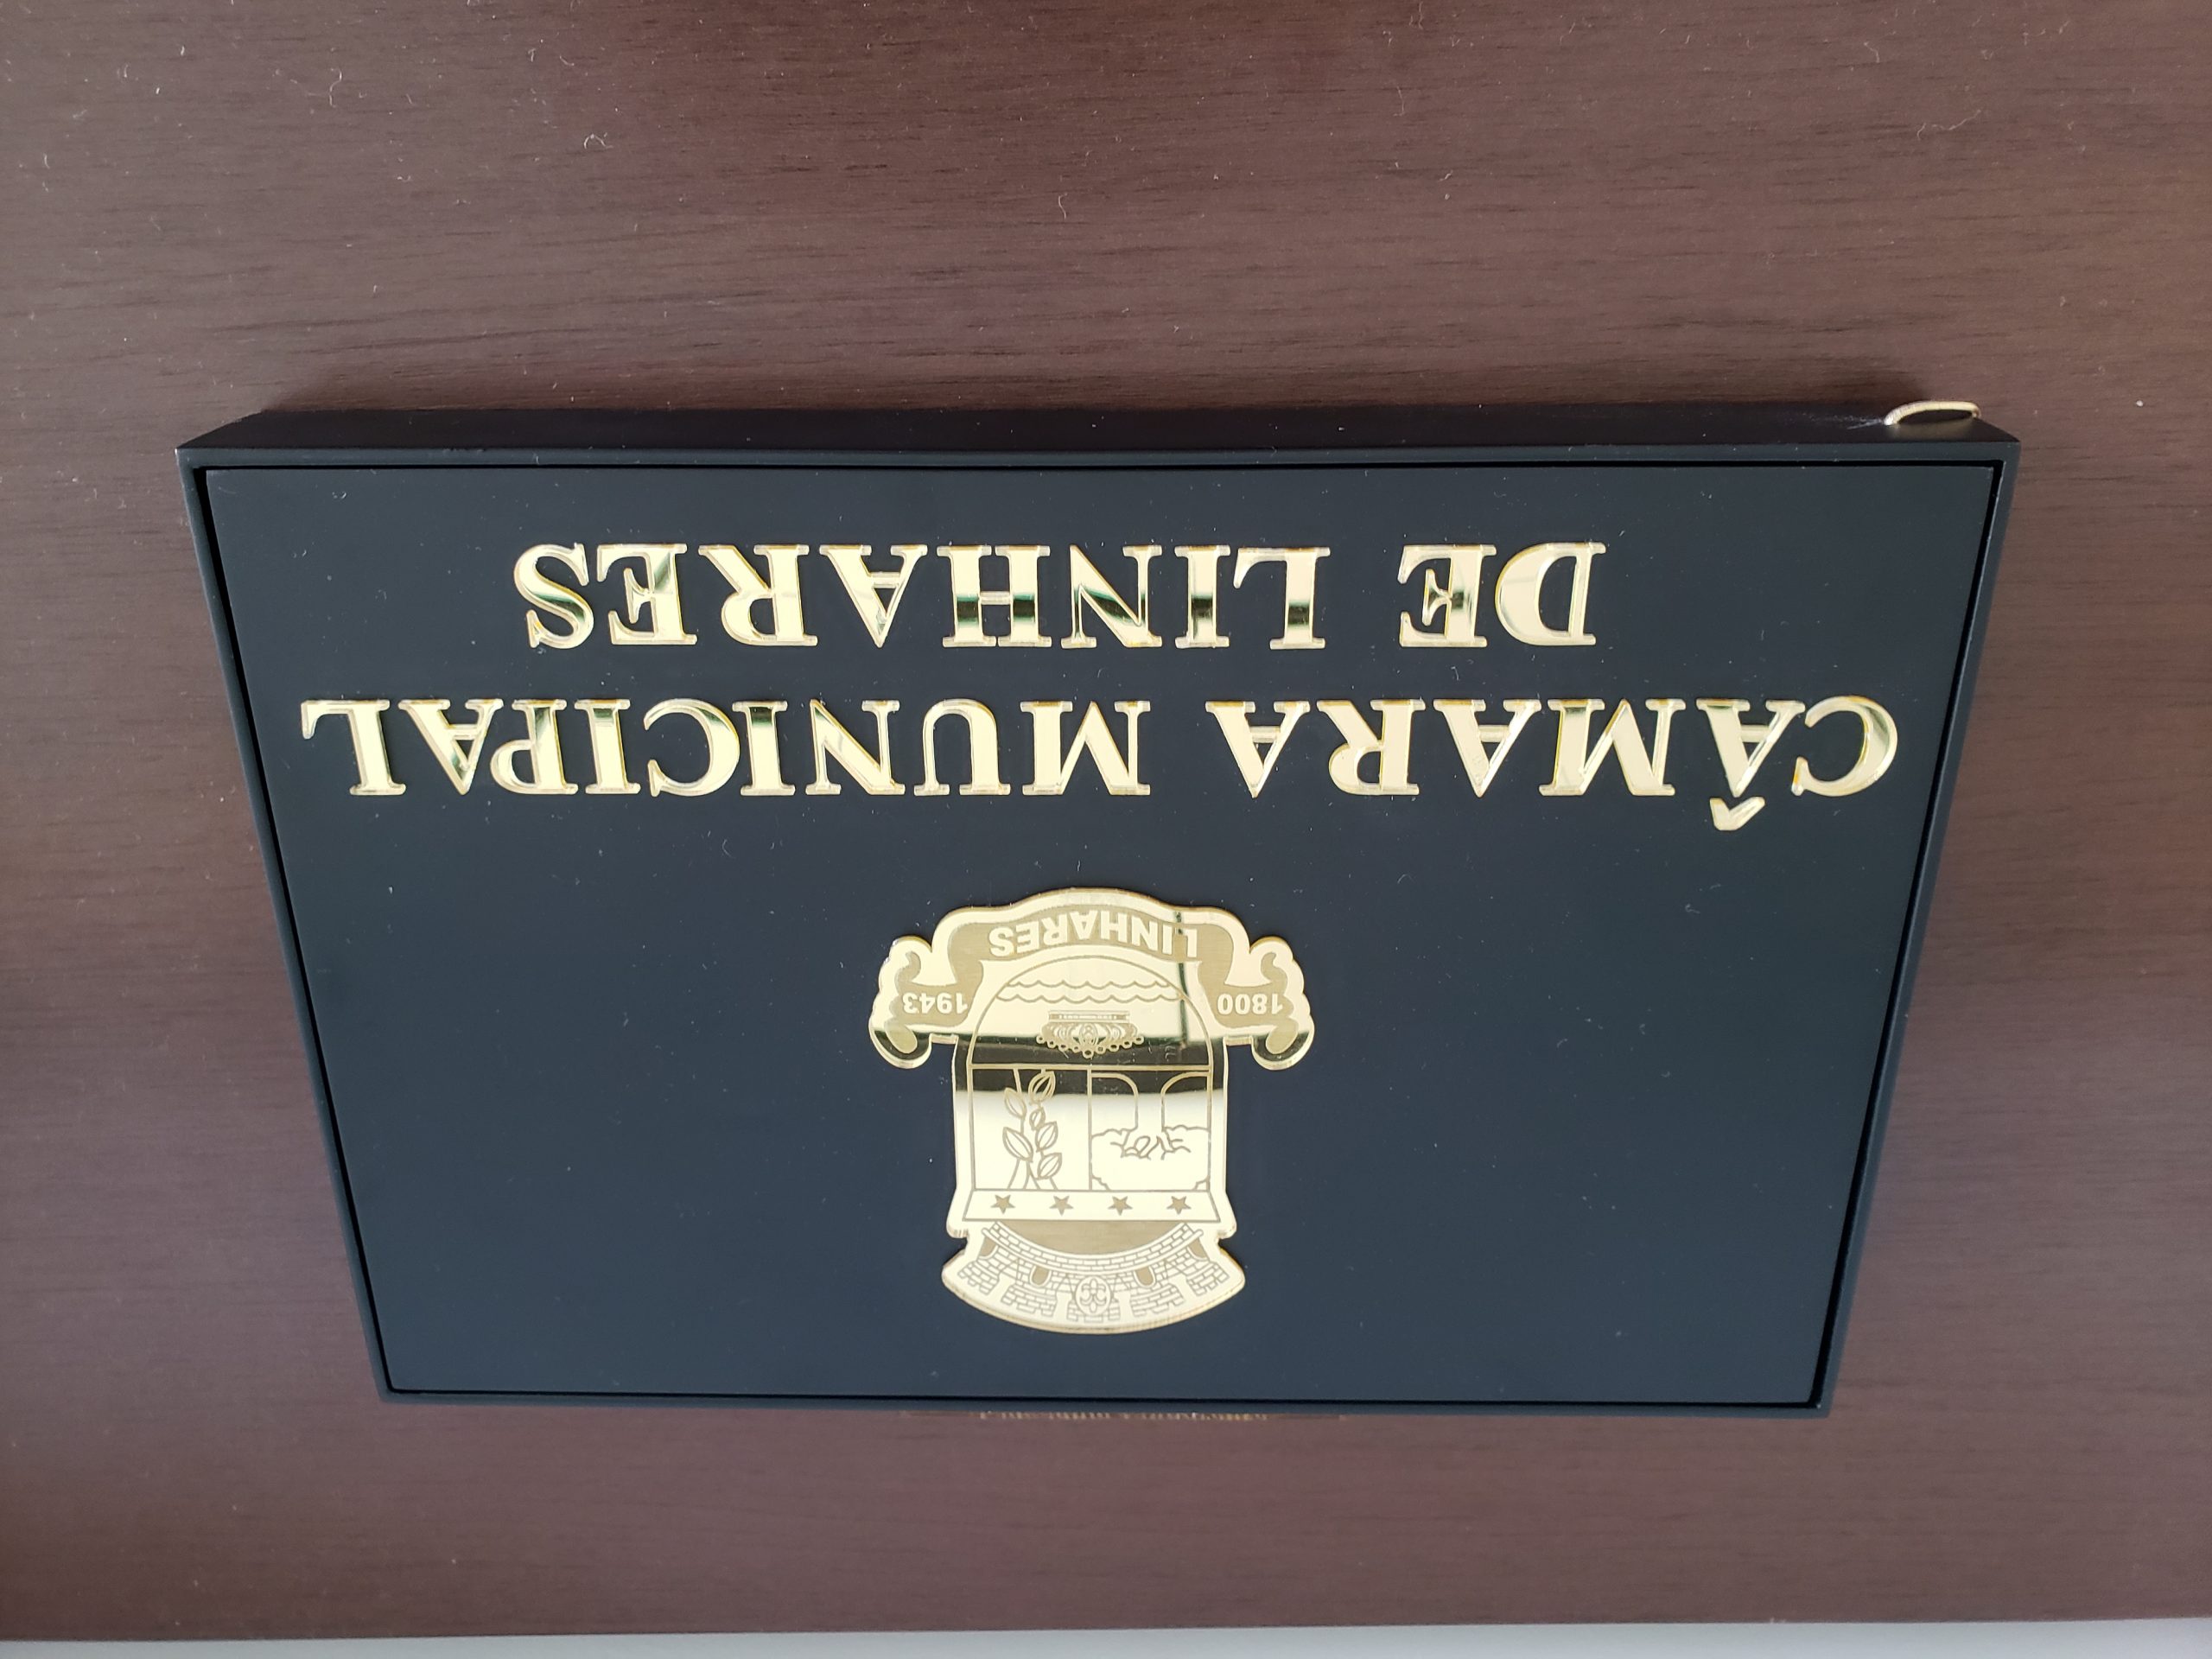 1800 1943
LINHARES
CÂMARA MUNICIPAL
DE LINHARES